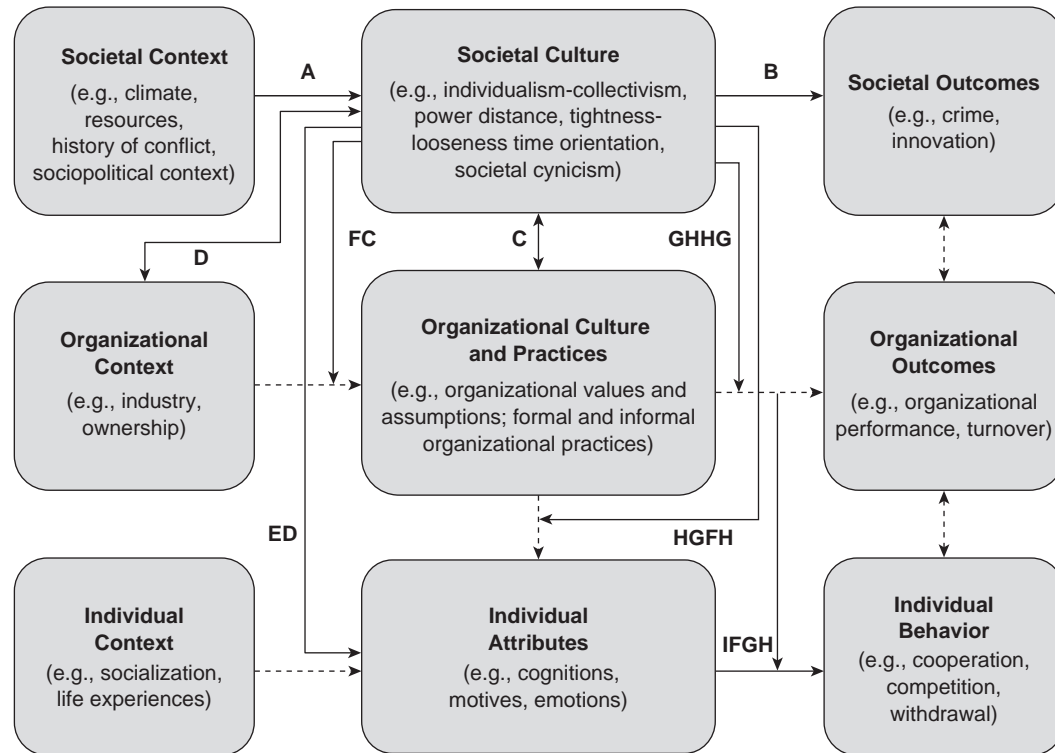 Societal Context
(e.g., climate,
resources,
history of conflict,
sociopolitical context)
A
Societal Culture
(e.g., individualism-collectivism,
power distance, tightness-
looseness time orientation,
societal cynicism)
B
Societal Outcomes
(e.g., crime,
innovation)
D
FC
C
GHHG
Organizational
Context
(e.g., industry,
ownership)
Organizational Culture
and Practices
(e.g., organizational values and
assumptions; formal and informal
organizational practices)
Organizational
Outcomes
(e.g., organizational
performance, turnover)
ED
HGFH
Individual
Context
(e.g., socialization,
life experiences)
Individual
Attributes
(e.g., cognitions,
motives, emotions)
IFGH
Individual
Behavior
(e.g., cooperation,
competition,
withdrawal)